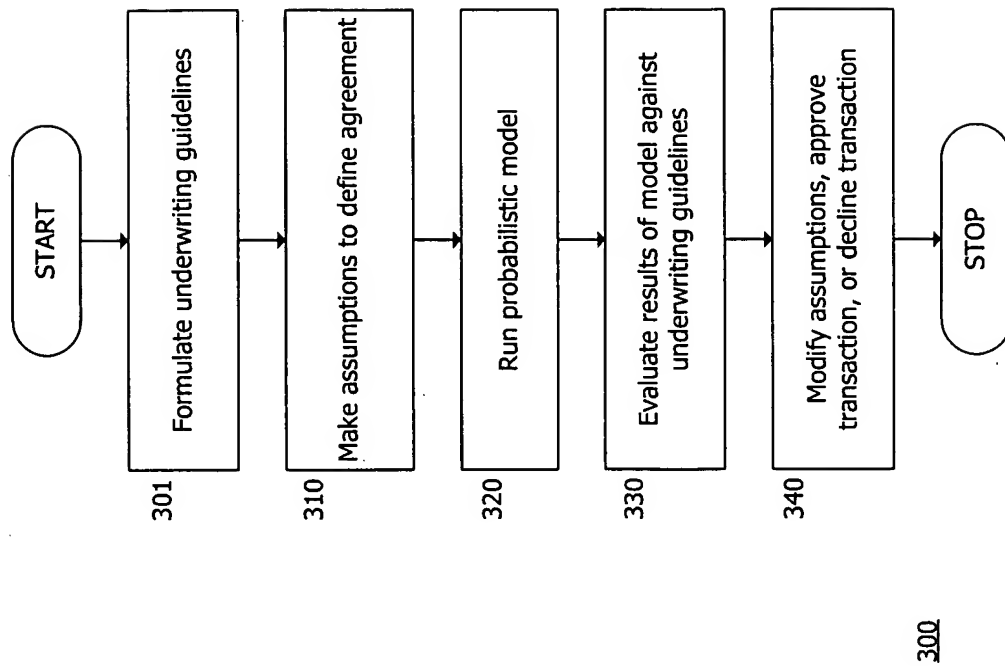 START
301
Formulate underwriting guidelines
310
Make assumptions to define agreement
320
Run probabilistic model
330
Evaluate results of model against
underwriting guidelines
340
Modify assumptions, approve
transaction, or decline transaction
STOP
300